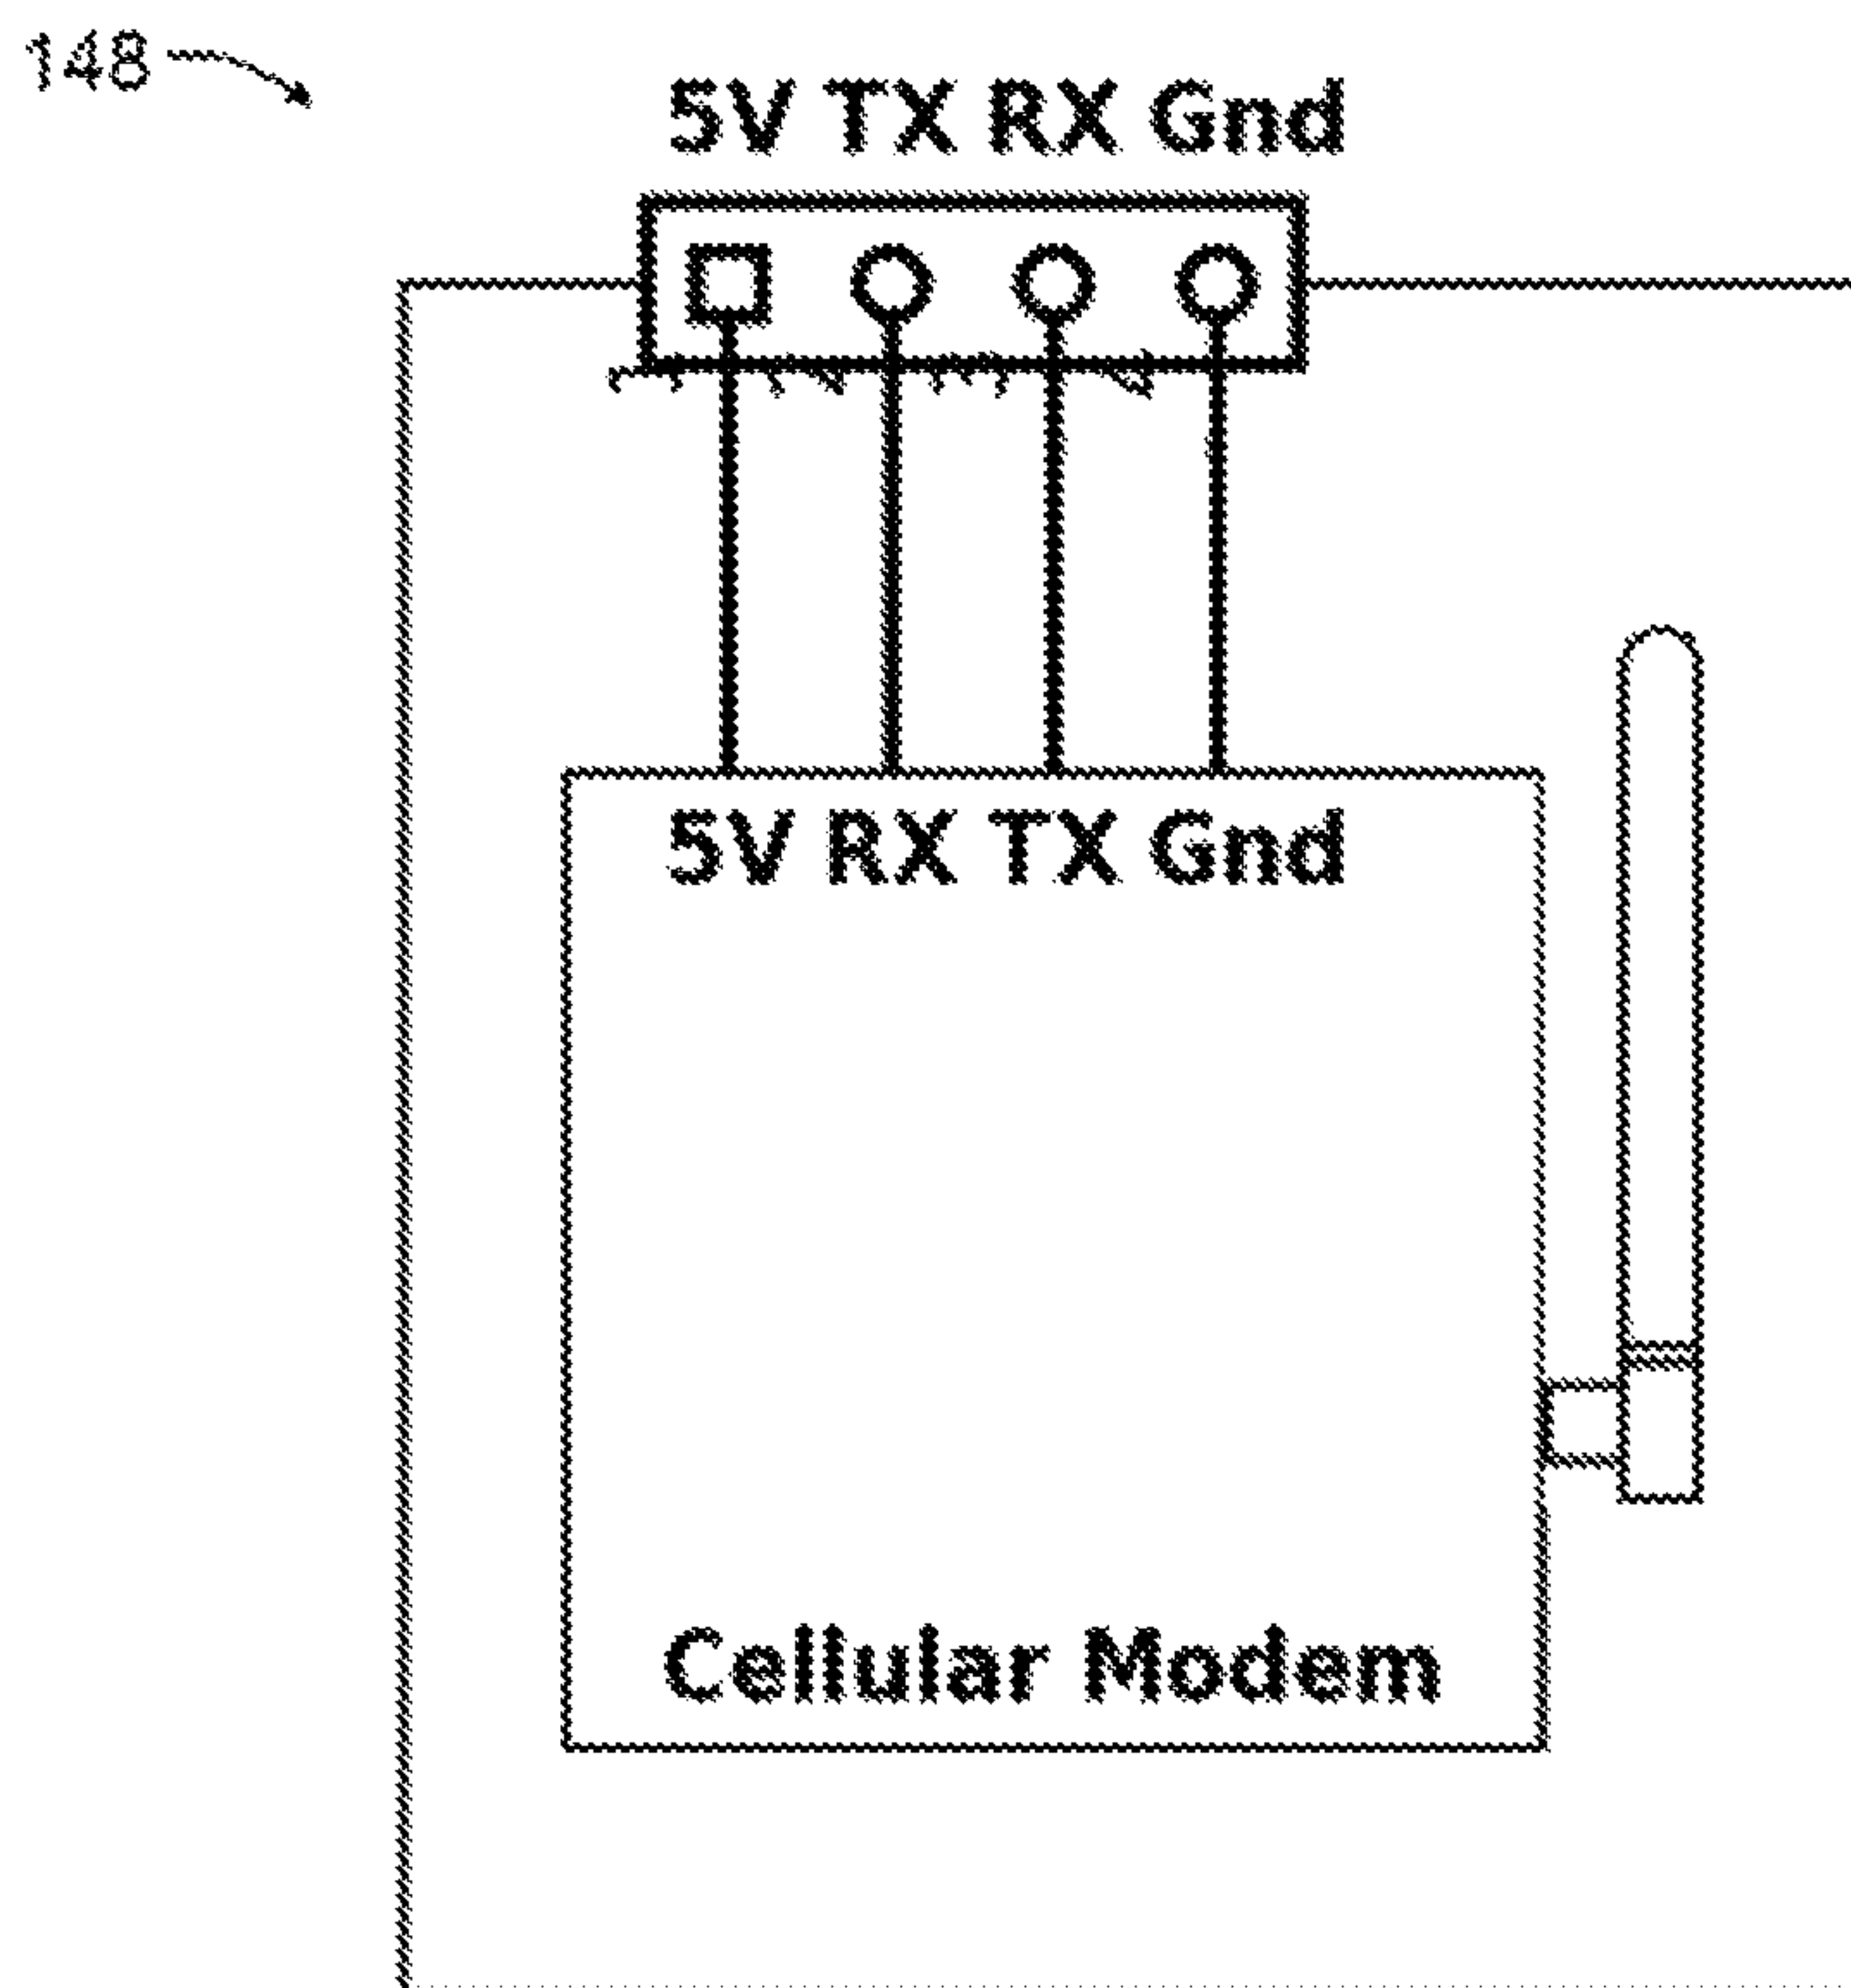 148
5V TX RX Gnd
5V RX TX Gnd
Cellular Modem